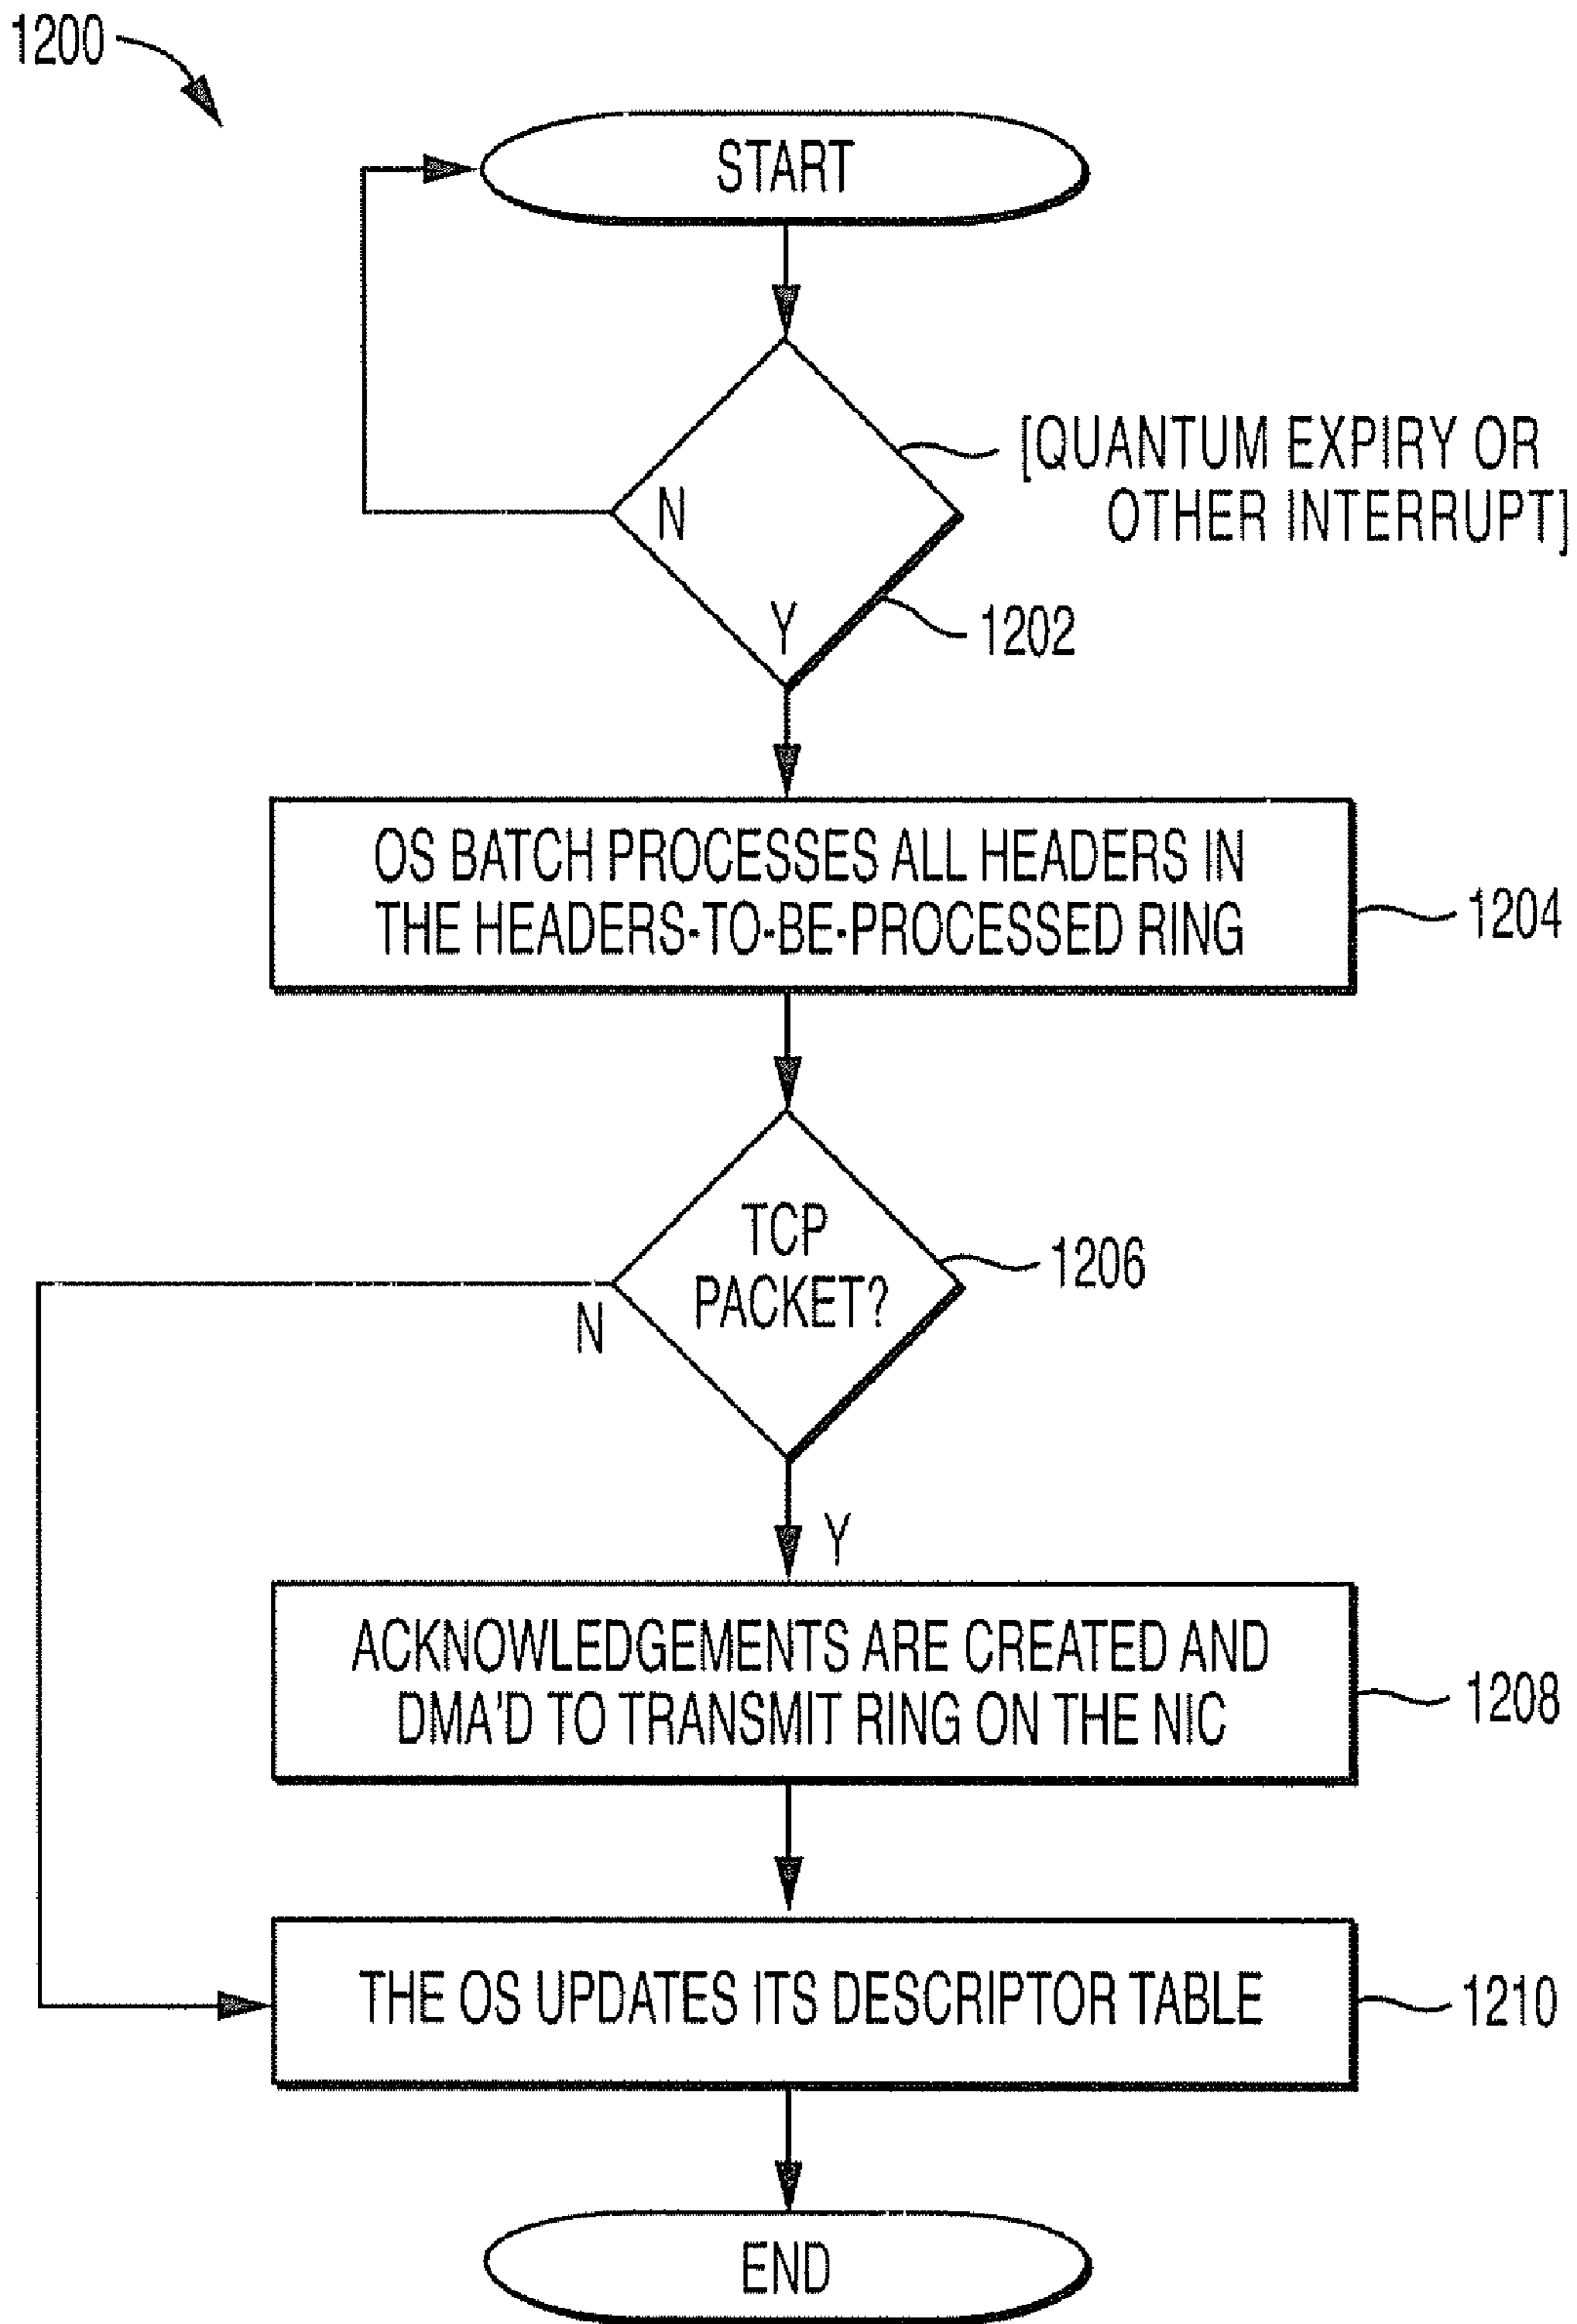 1200
START
[QUANTUM EXPIRY OR
OTHER INTERRUPT]
N
Y
1202
OS BATCH PROCESSES ALL HEADERS IN
THE HEADERS-TO-BE-PROCESSED RING
1204
TCP
PACKET?
1206
N
Y
ACKNOWLEDGEMENTS ARE CREATED AND
DMA'D TO TRANSMIT RING ON THE NIC
1208
THE OS UPDATES ITS DESCRIPTOR TABLE
1210
END